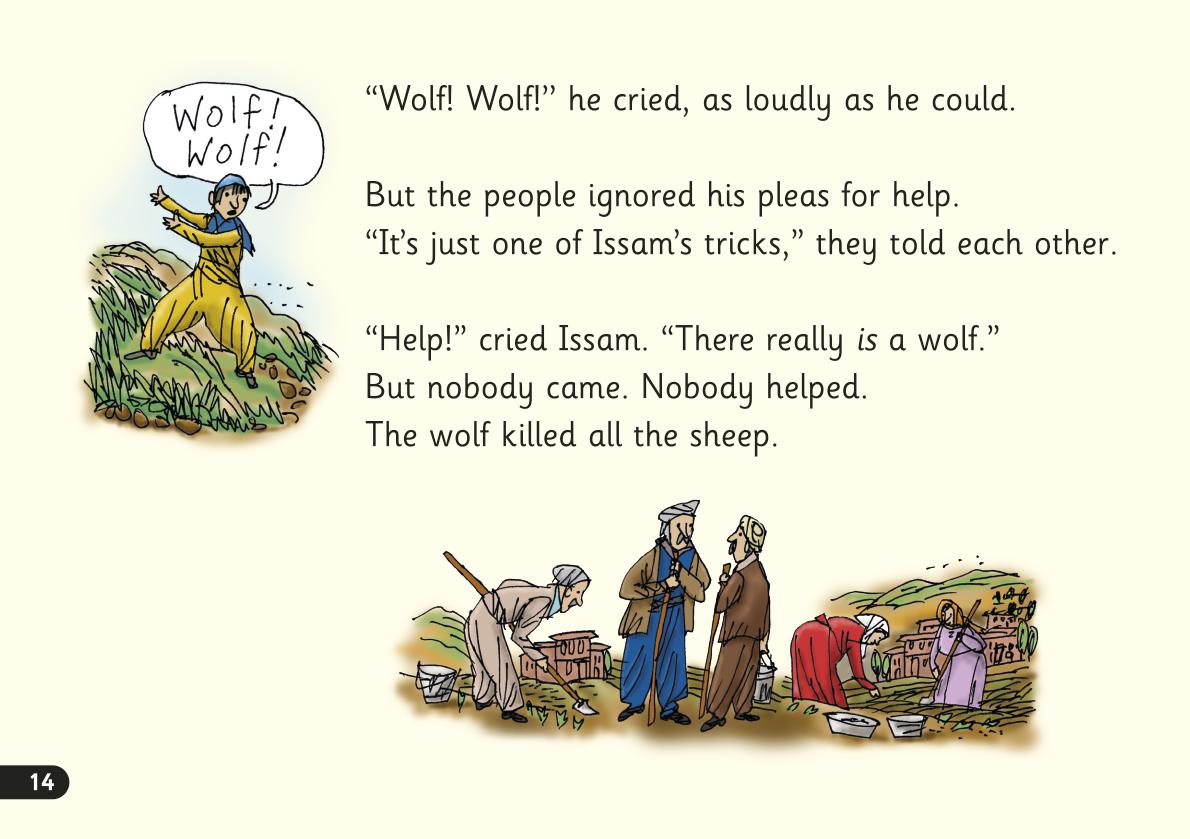 Wolf!
Wolf!
“Wolf! Wolf!” he cried, as loudly as he could.
But the people ignored his pleas for help.
“It’s just one of Issam’s tricks,” they told each other.
“Help!” cried Issam. “There really is a wolf.”
But nobody came. Nobody helped.
The wolf killed all the sheep.
14